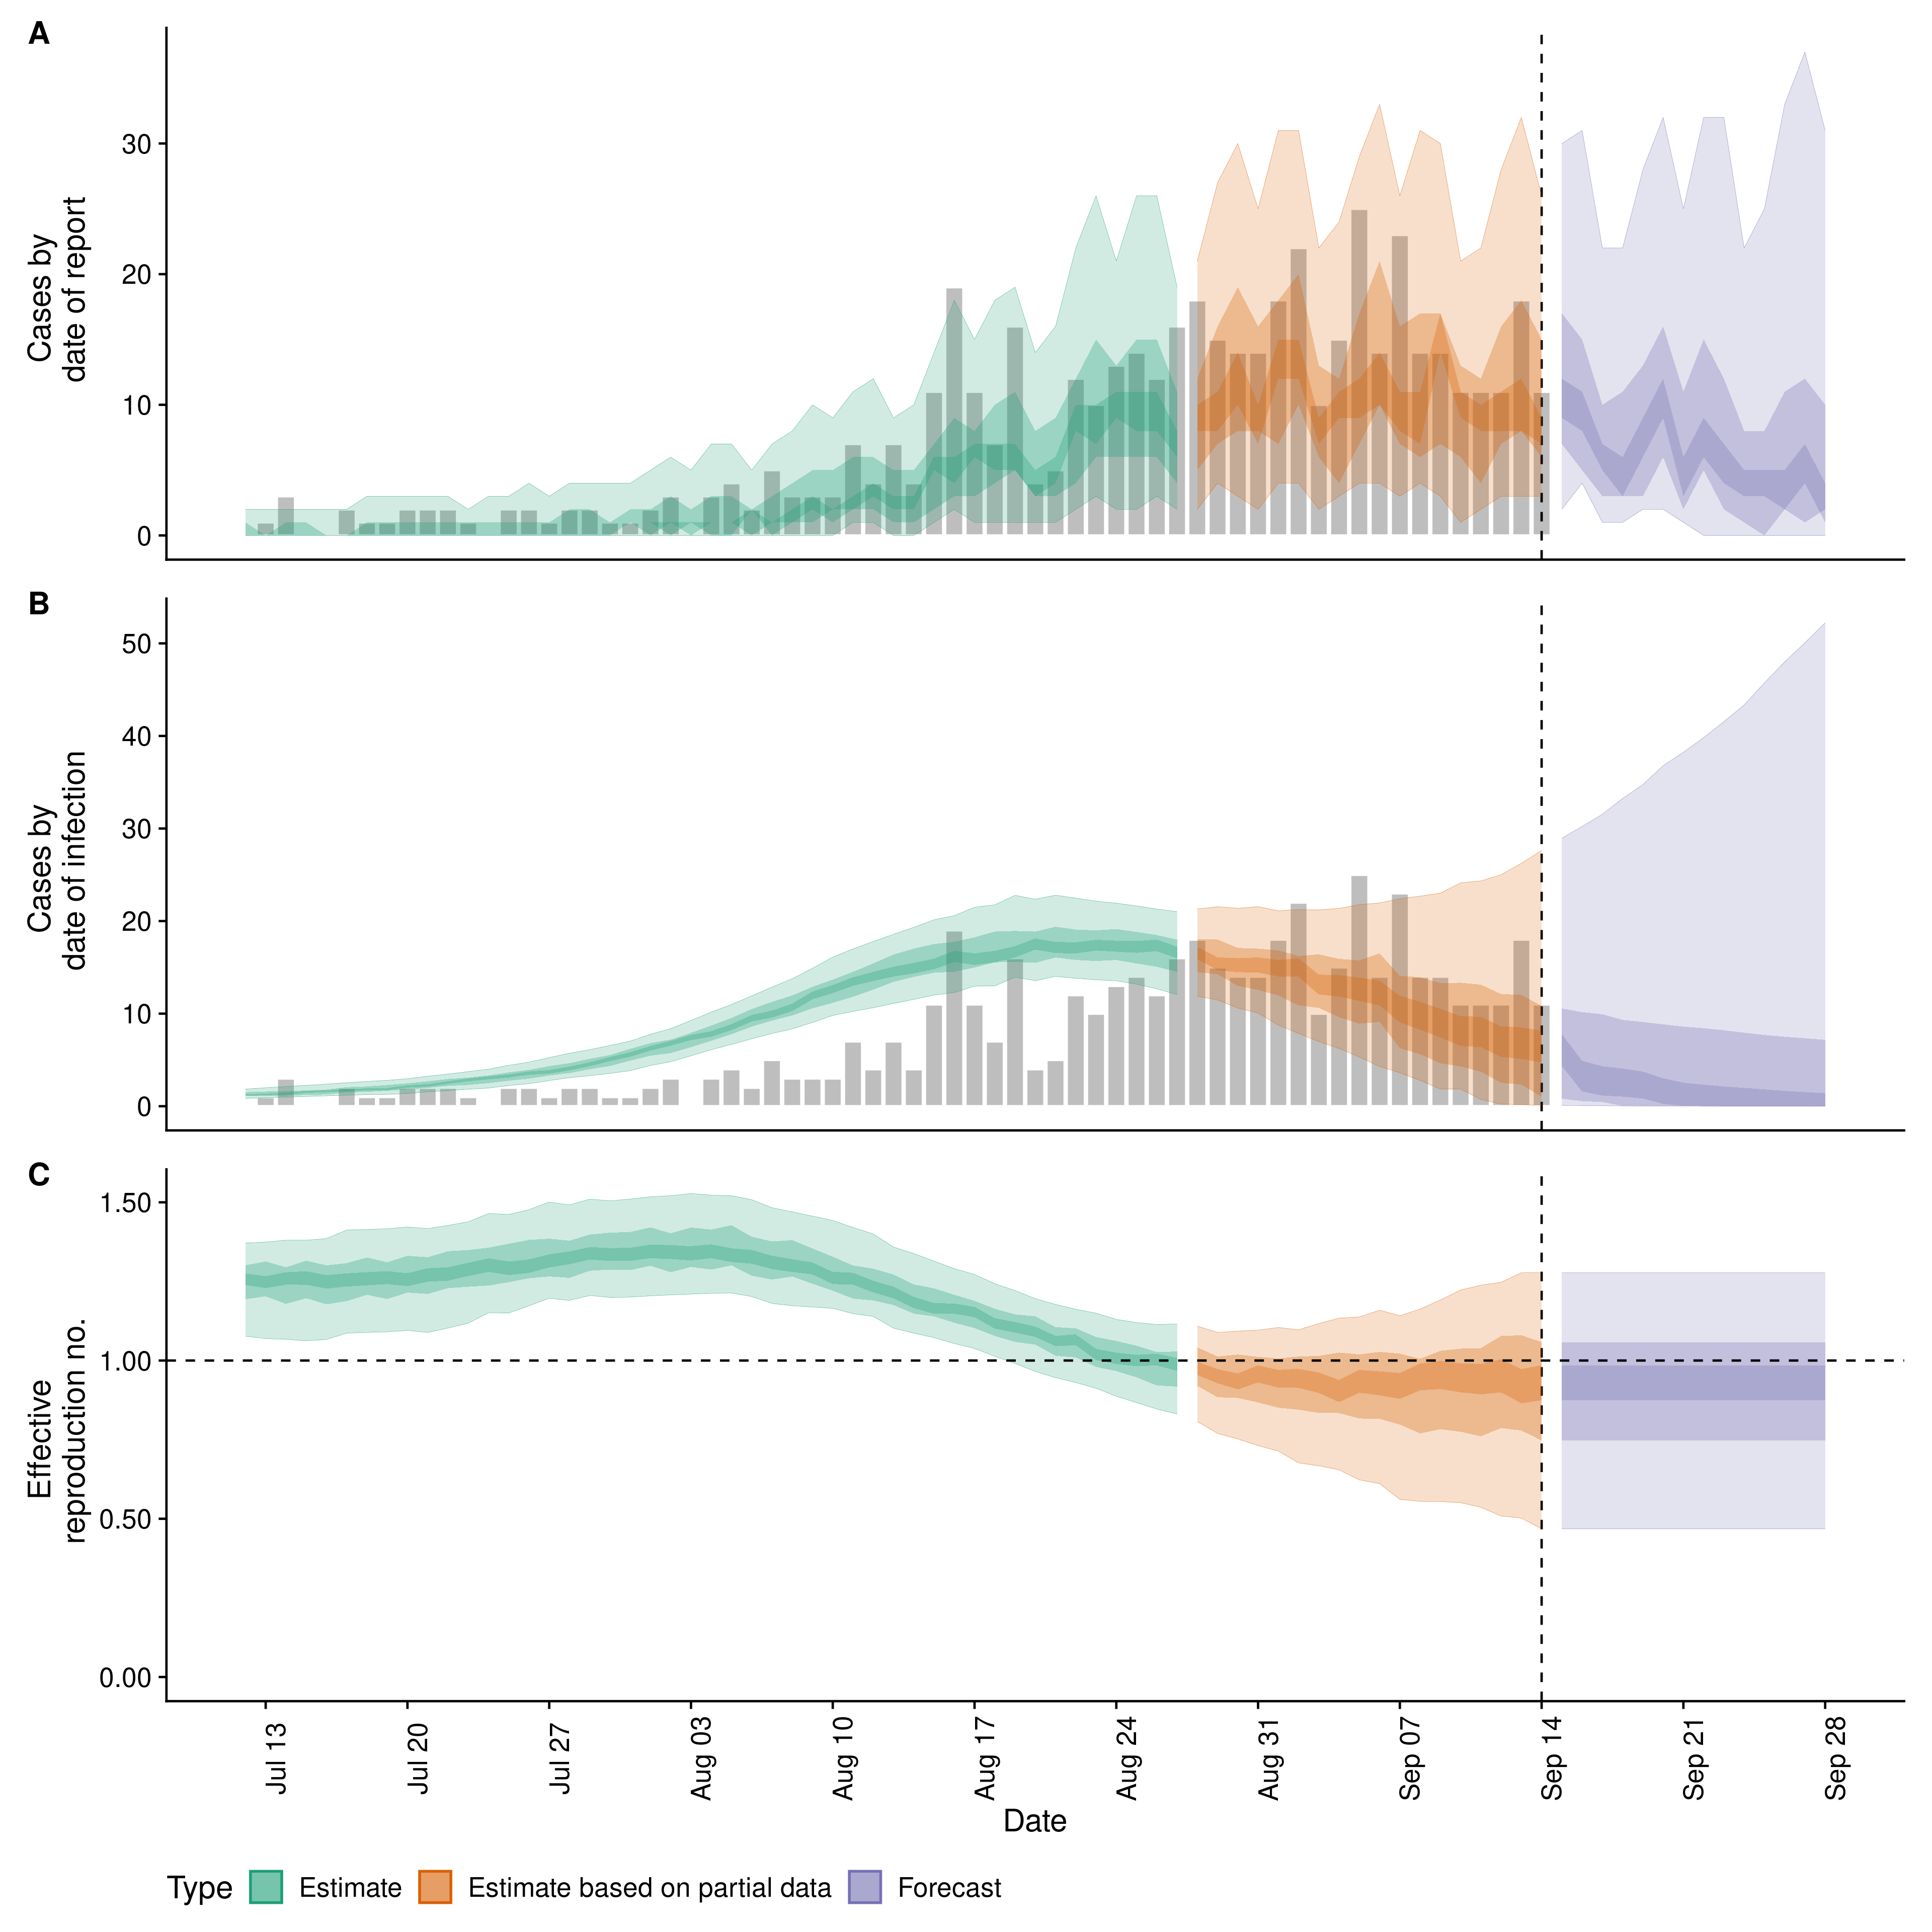 A
30
20
10
0
Cases by
date of report
B
50
40
30
20
10
0
Cases by
date of infection
C
1.50
1.00
0.50
0.00
Effective
reproduction no.
Jul 13
Jul 20
Jul 27
Aug 03
Aug 10
Aug 17
Aug 24
Aug 31
Sep 07
Sep 14
Sep 21
Sep 28
Date
Type Estimate Estimate based on partial data Forecast